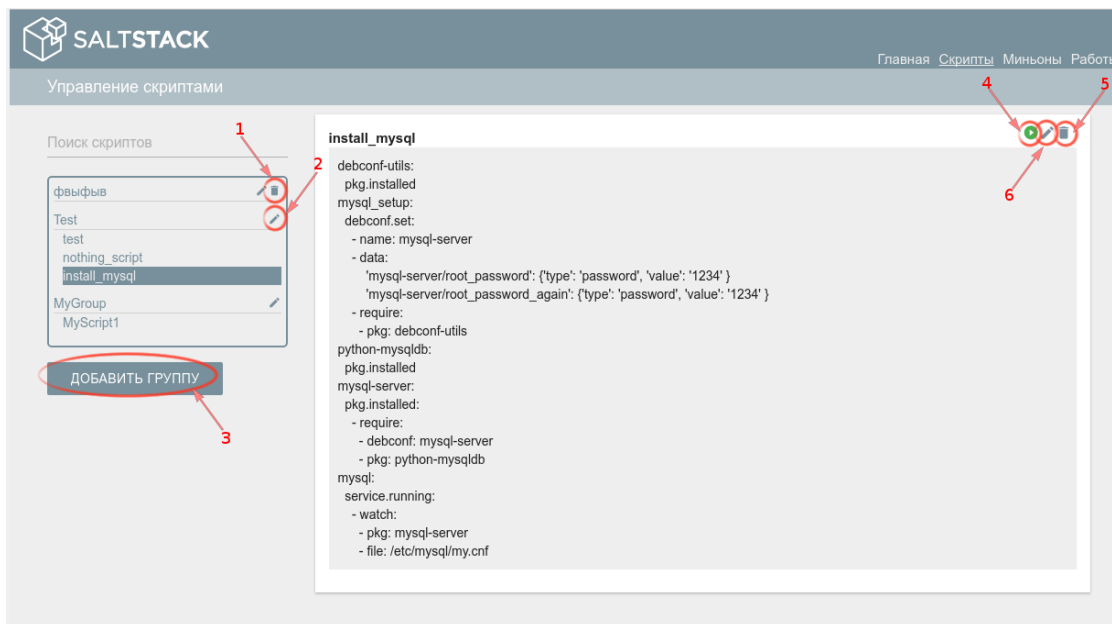 SALTSTACK
Главная Скрипты Миньоны Работы
Управление скриптами
4
5
1
2
6
3
Поиск скриптов
фвыфыв
Test
test
nothing_script
install_mysql
MyGroup
MyScript1
ДОБАВИТЬ ГРУППУ
install_mysql
debconf-utils:
pkg.installed
mysql_setup:
debconf.set:
- name: mysql-server
- data:
'mysql-server/root_password': {'type': 'password', 'value': '1234' }
'mysql-server/root_password_again': {'type': 'password', 'value': '1234' }
- require:
- pkg: debconf-utils
python-mysqldb:
pkg.installed
mysql-server:
pkg.installed:
- require:
- debconf: mysql-server
- pkg: python-mysqldb
mysql:
service.running:
- watch:
- pkg: mysql-server
- file: /etc/mysql/my.cnf